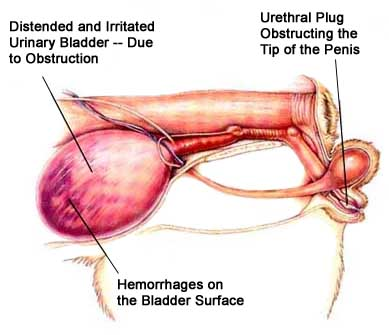 Distended and Irritated
Urinary Bladder -- Due
to Obstruction
Urethral Plug
Obstructing the
Tip of the Penis
Hemorrhages on
the Bladder Surface